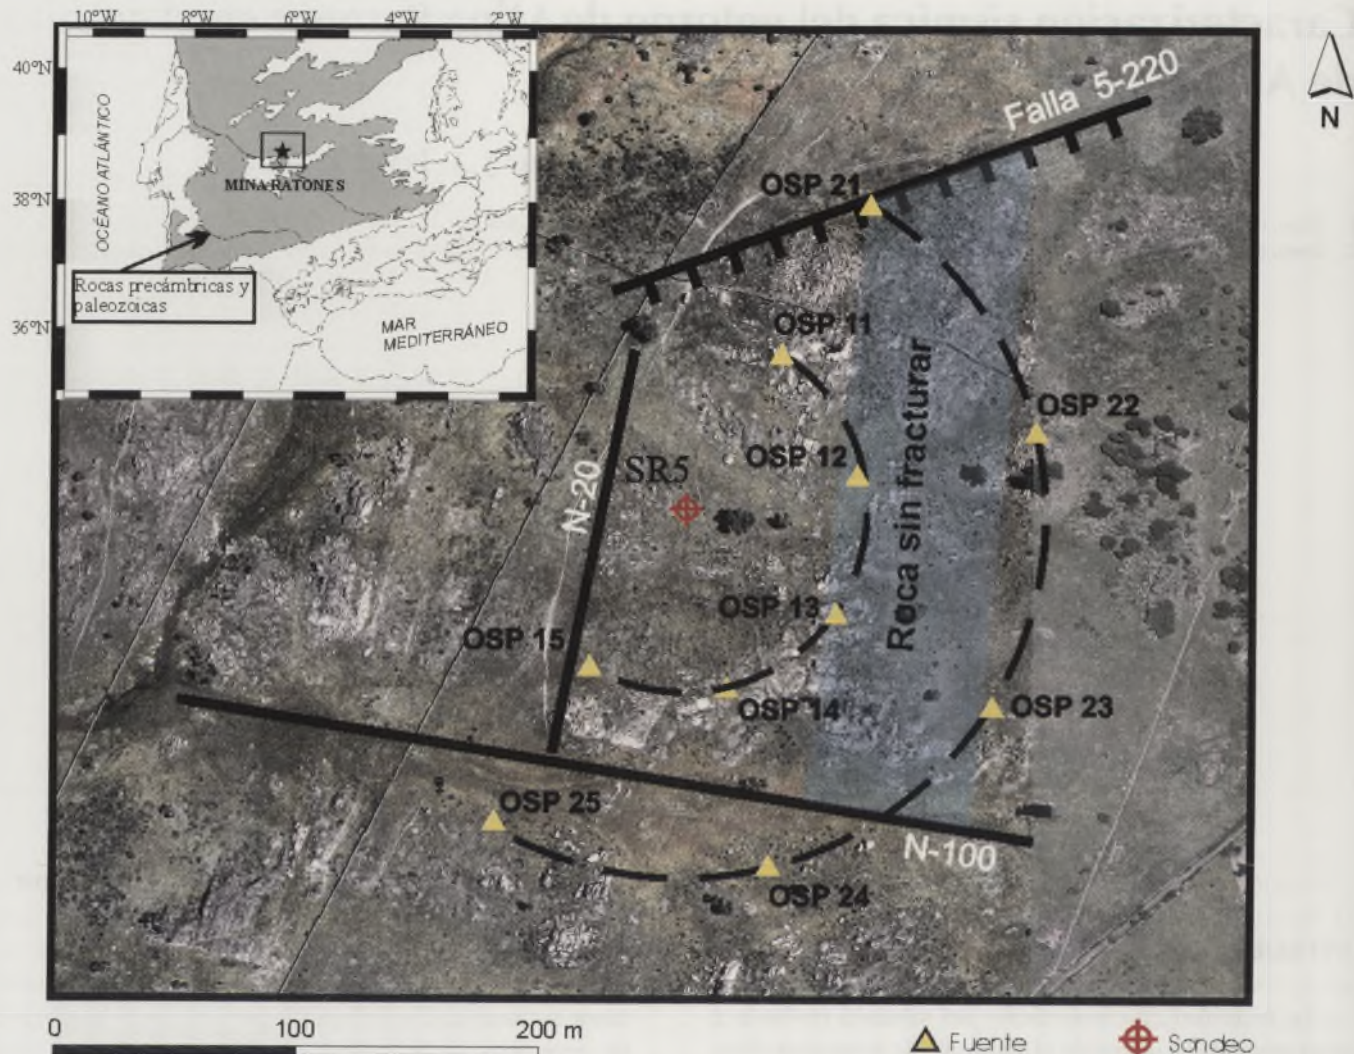 10°W 8°W 6°W 4°W 2°W
40°N
38°N
36°N
OCÉANO ATLÁNTICO
MINA RATONES
Rocas precámbricas y
paleozoicas
MAR
MEDITERRÁNEO
N
Falla 5-220
OSP 21
OSP 11
OSP 22
OSP 12
SR5
N-20
Roca sin fracturar
OSP 13
OSP 15
OSP 14
OSP 23
OSP 25
N-100
OSP 24
0 100 200 m
Fuente
Sondeo